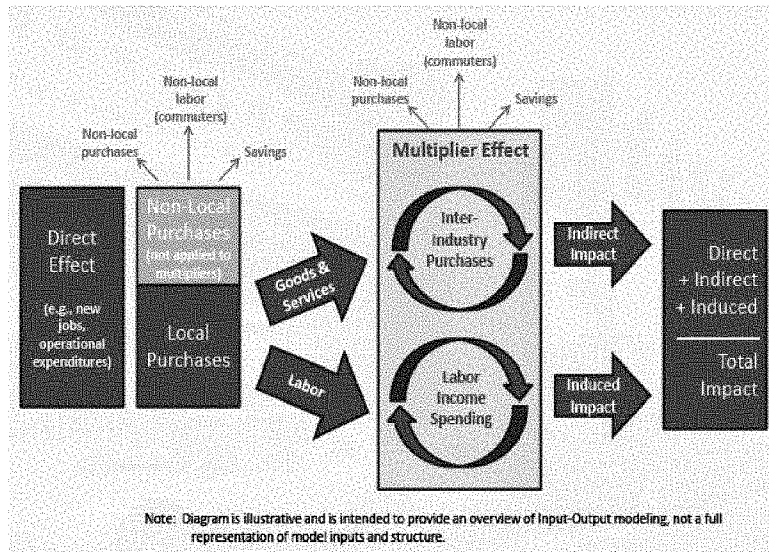 Non-local
labor
(commuters)
Non-local
purchases
Savings
Non-local
labor
(commuters)
Non-local
purchases
Savings
Direct
Effect
(e.g., new
jobs,
operational
expenditures)
Non-Local
Purchases
(not applied to
multipliers)
Local
Purchases
Goods &
Services
Labor
Multiplier Effect
Inter-
Industry
Purchases
Labor
Income
Spending
Indirect
Impact
Induced
Impact
Direct
+ Indirect
+ Induced
Total
Impact
Note: Diagram is illustrative and is intended to provide an overview of Input-Output modeling, not a full
representation of model inputs and structure.